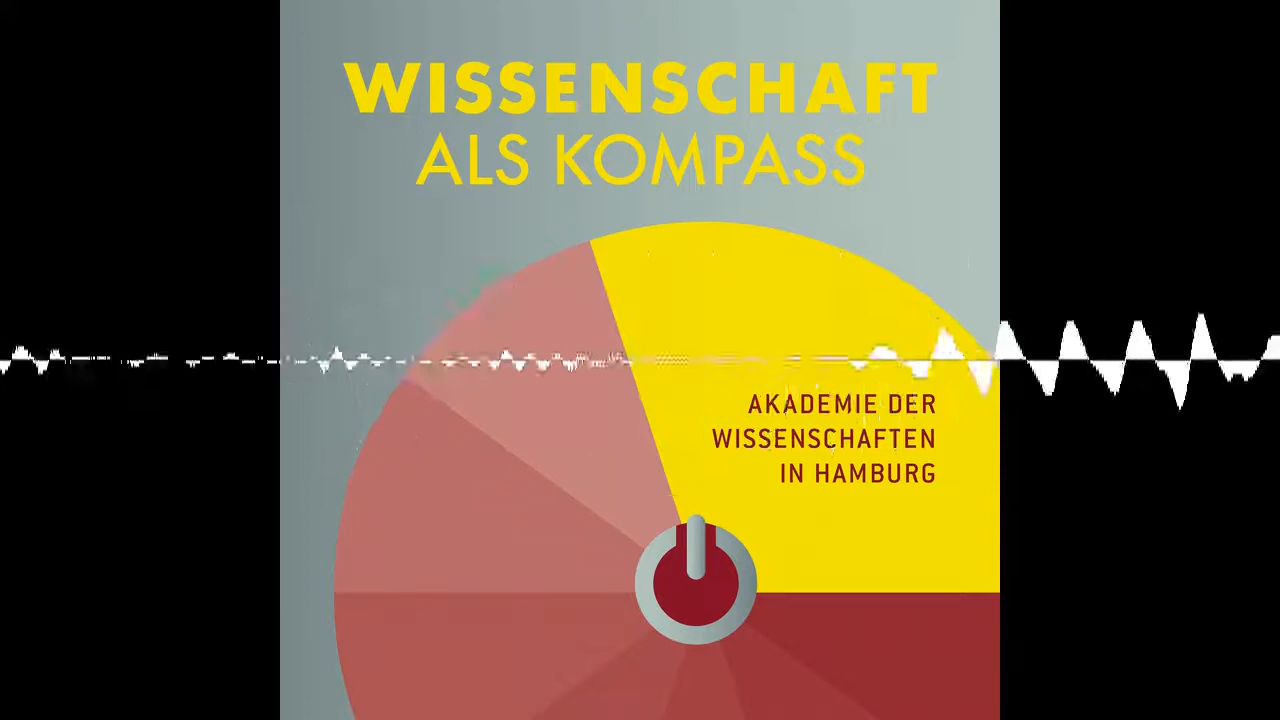 WISSENSCHAFT
ALS KOMPASS
AKADEMIE DER
WISSENSCHAFTEN
IN HAMBURG